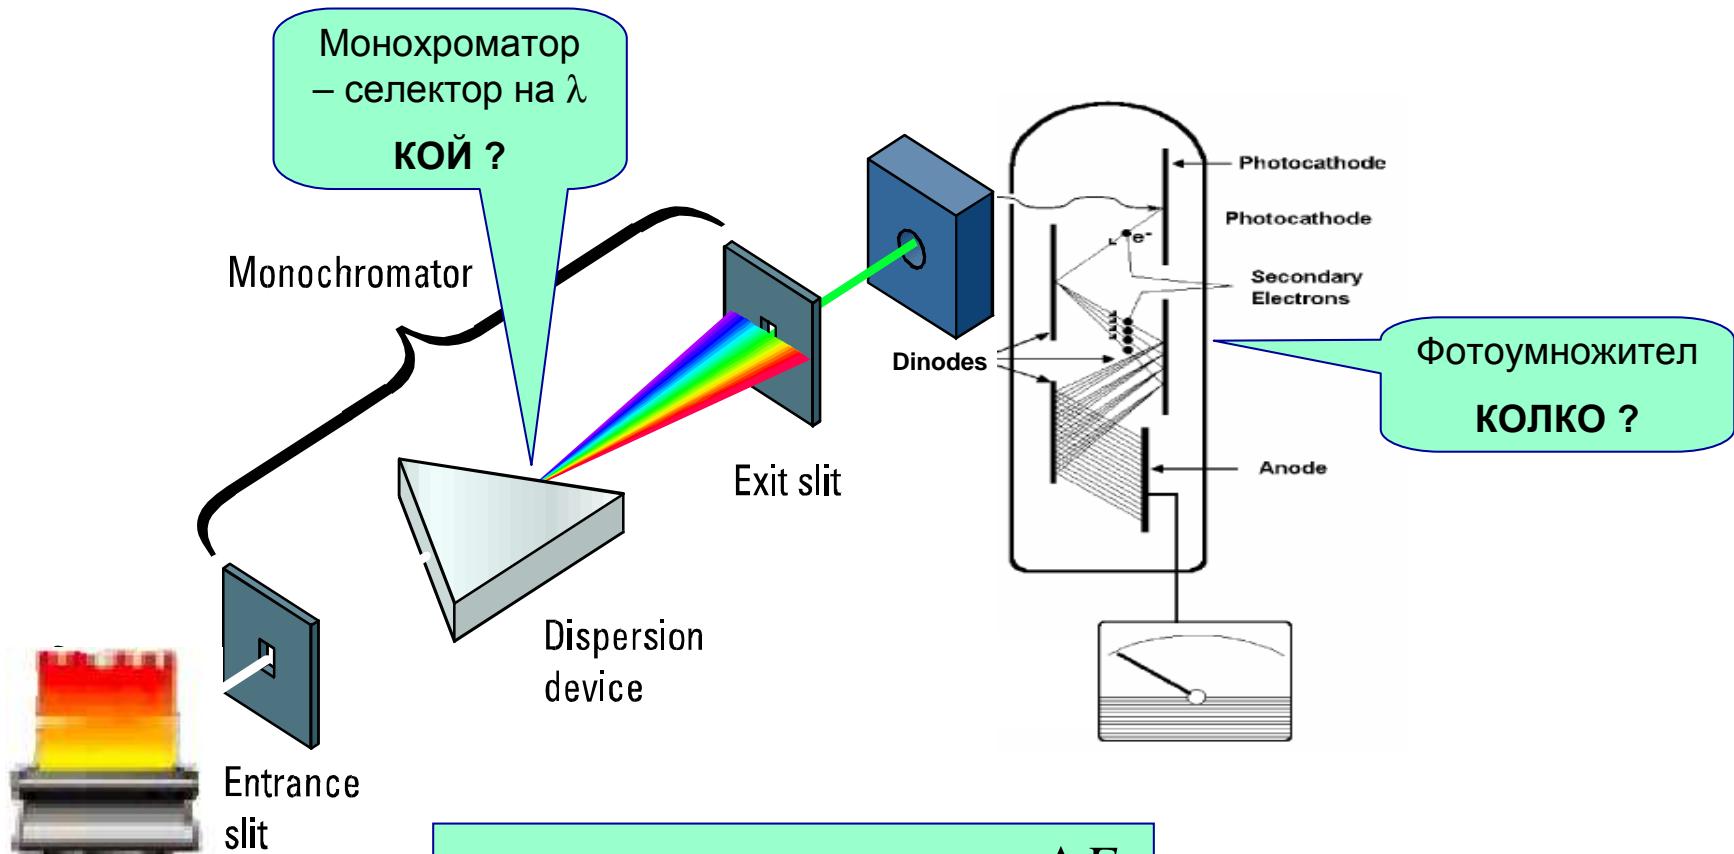 Монохроматор
– селектор на λ
КОЙ ?
Monochromator
Photocathode
Photocathode
e-
Secondary
Electrons
Dinodes
Фотоумножител
КОЛКО ?
Anode
Exit slit
Dispersion
device
Entrance
slit